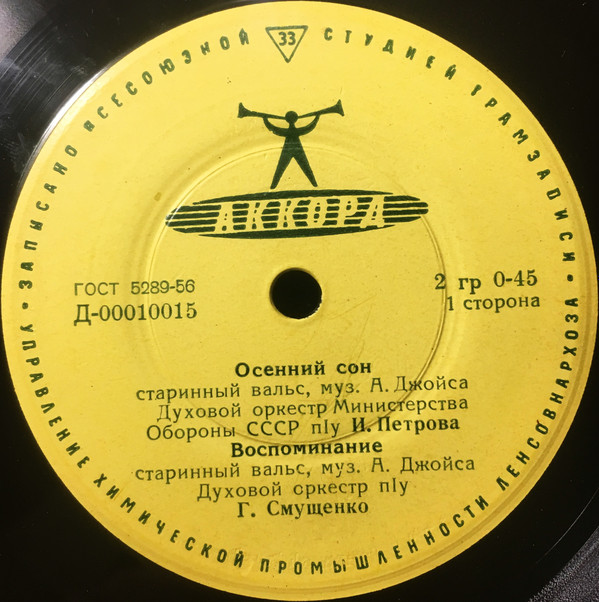 ЗАПИСАНО ВСЕСОЮЗНОЙ 33 СТУДИЕЙ ГРАМЗАПИСИ
АККОРД
ГОСТ 5289-56
Д-00010015
2 гр 0-45
1 сторона
Осенний сон
старинный вальс, муз. А. Джойса
Духовой оркестр Министерства
Обороны СССР п/у И. Петрова
Воспоминание
старинный вальс, муз. А. Джойса
Духовой орkестр п/у
Г. Смущенко
УПРАВЛЕНИЕ ХИМИЧЕСКОЙ ПРОМЫШЛЕННОСТИ ЛЕНСОВНАРХОЗА